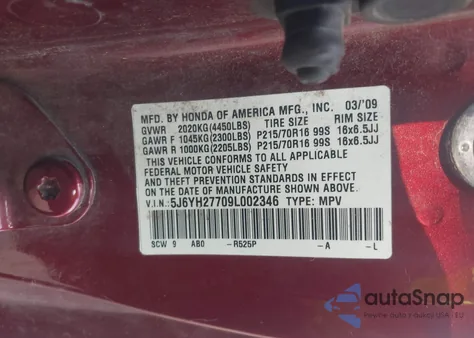 MFD. BY HONDA OF AMERICA MFG., INC. 03/'09
GVWR 2020KG(4450LBS) TIRE SIZE RIM SIZE
GAWR F 1045KG(2300LBS) P215/70R16 99S 16x6.5JJ
GAWR R 1000KG(2205LBS) P215/70R16 99S 16x6.5JJ
THIS VEHICLE CONFORMS TO ALL APPLICABLE
FEDERAL MOTOR VEHICLE SAFETY
AND THEFT PREVENTION STANDARDS IN EFFECT
ON THE DATE OF MANUFACTURE SHOWN ABOVE.
V.I.N.: 5J6YH27709L002346 TYPE: MPV
SCW 9 AB0 -R525P -A -L
autoSnap